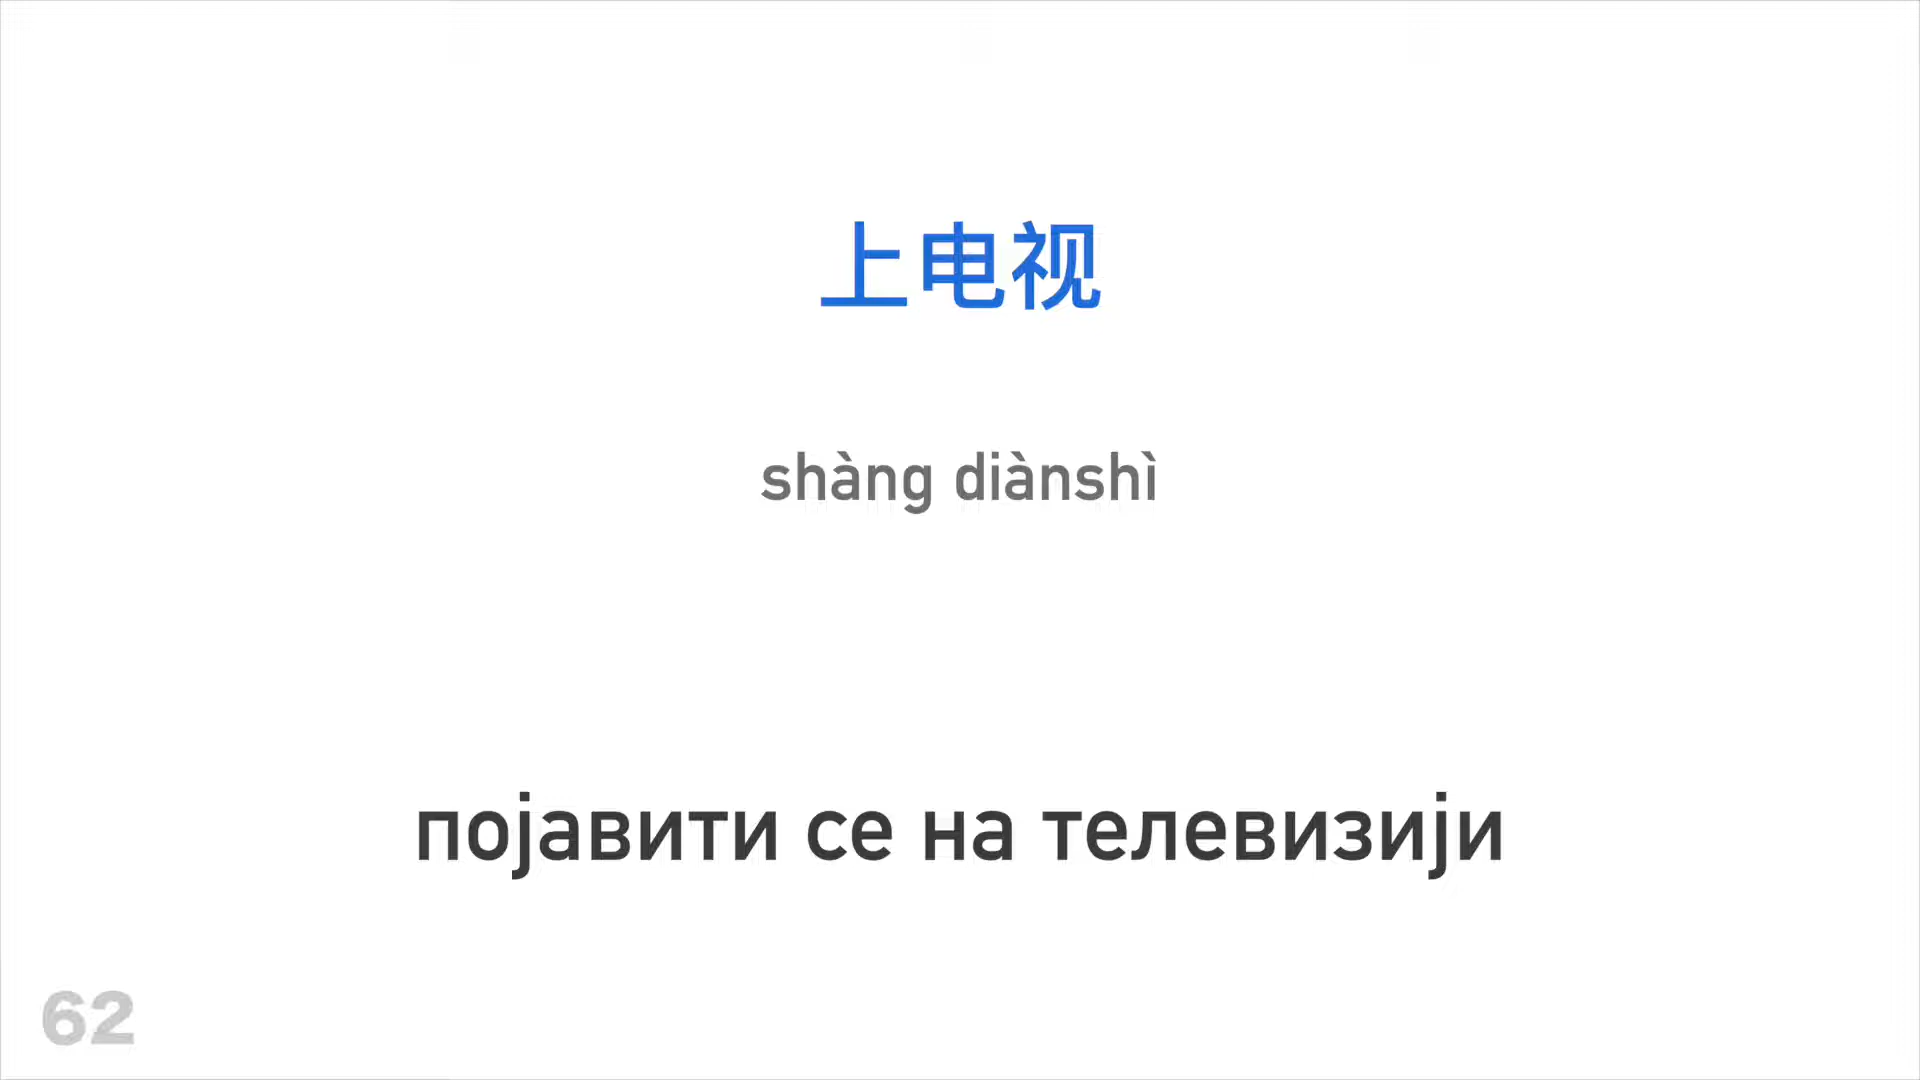 上电视
shàng diànshì
појавити се на телевизији
62